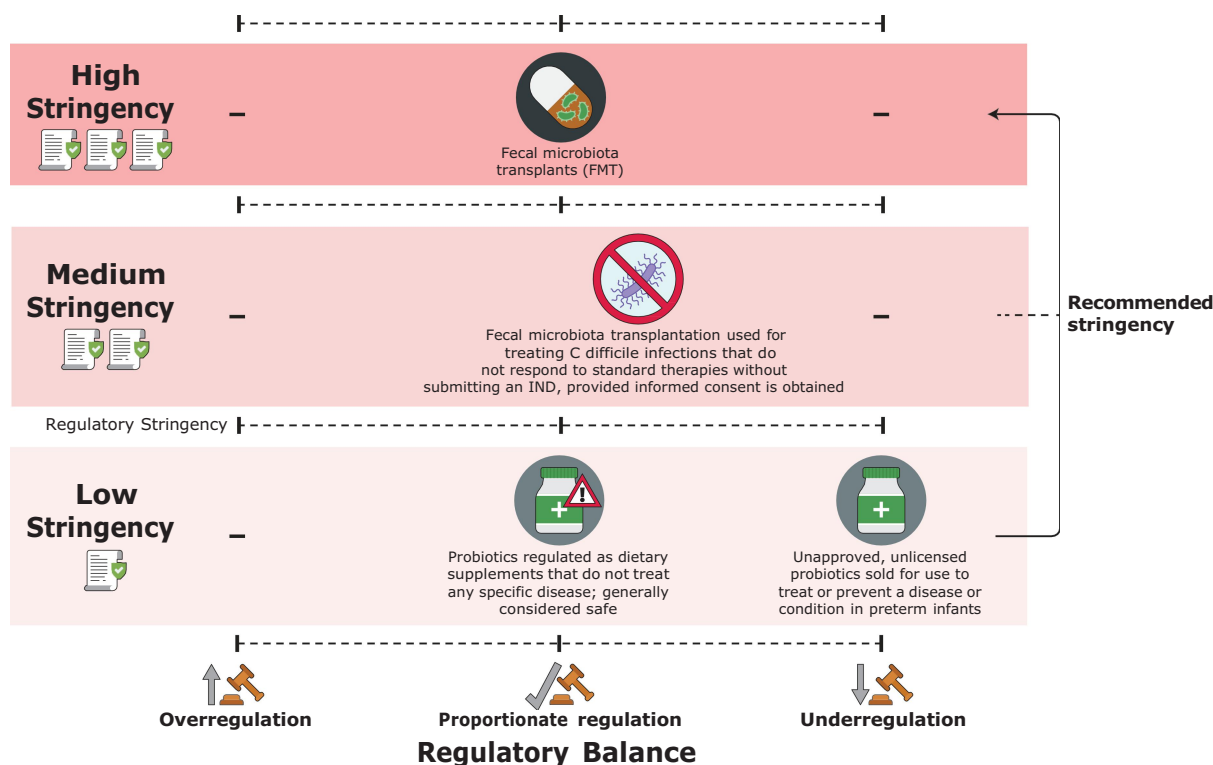 High
Stringency
Fecal microbiota
transplants (FMT)
Medium
Stringency
Fecal microbiota transplantation used for
treating C difficile infections that do
not respond to standard therapies without
submitting an IND, provided informed consent is obtained
Recommended
stringency
Regulatory Stringency
Low
Stringency
Probiotics regulated as dietary
supplements that do not treat
any specific disease; generally
considered safe
Unapproved, unlicensed
probiotics sold for use to
treat or prevent a disease or
condition in preterm infants
Overregulation
Proportionate regulation
Underregulation
Regulatory Balance